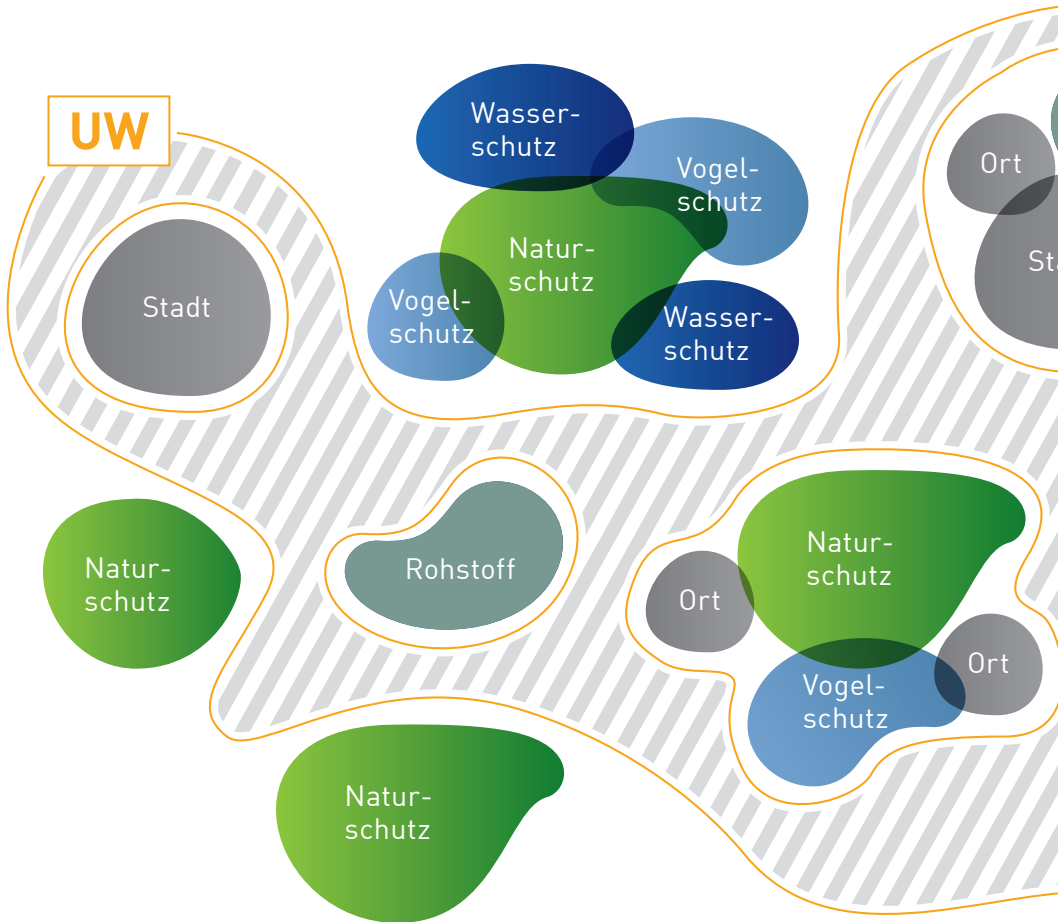 UW
Wasser-
schutz
Vogel-
schutz
Ort
Natur-
schutz
Sta
Stadt
Vogel-
schutz
Wasser-
schutz
Natur-
schutz
Rohstoff
Natur-
schutz
Ort
Ort
Vogel-
schutz
Natur-
schutz